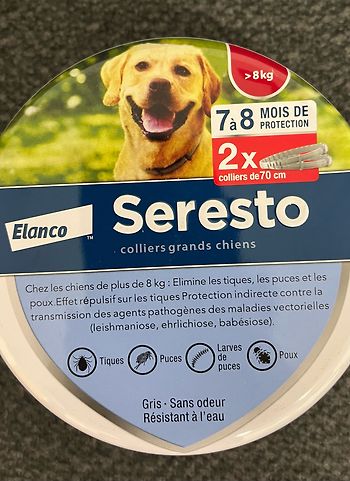 >8kg
7à8 MOIS DE PROTECTION
2x
colliers de 70 cm
Elanco™
Seresto
colliers grands chiens
Chez les chiens de plus de 8 kg : Elimine les tiques, les puces et les
poux.Effet répulsif sur les tiques Protection indirecte contre la
transmission des agents pathogènes des maladies vectorielles
(leishmaniose, ehrlichiose, babésiose).
Tiques
Puces
Larves
de
puces
Poux
Gris · Sans odeur
Résistant à l'eau